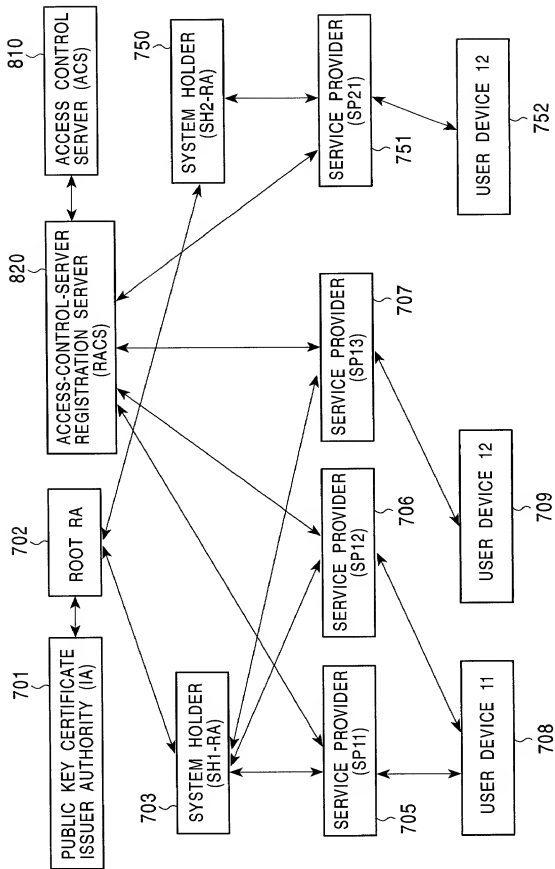 701
PUBLIC KEY CERTIFICATE
ISSUER AUTHORITY (IA)
702
ROOT RA
820
ACCESS-CONTROL-SERVER
REGISTRATION SERVER
(RACS)
810
ACCESS CONTROL
SERVER (ACS)
703
SYSTEM HOLDER
(SH1-RA)
750
SYSTEM HOLDER
(SH2-RA)
705
SERVICE PROVIDER
(SP11)
706
SERVICE PROVIDER
(SP12)
707
SERVICE PROVIDER
(SP13)
751
SERVICE PROVIDER
(SP21)
USER DEVICE 11
708
USER DEVICE 12
709
USER DEVICE 12
752